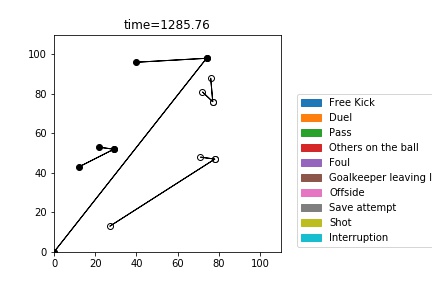 time=1285.76
100
80
60
40
20
0
0 20 40 60 80 100
Free Kick
Duel
Pass
Others on the ball
Foul
Goalkeeper leaving l
Offside
Save attempt
Shot
Interruption